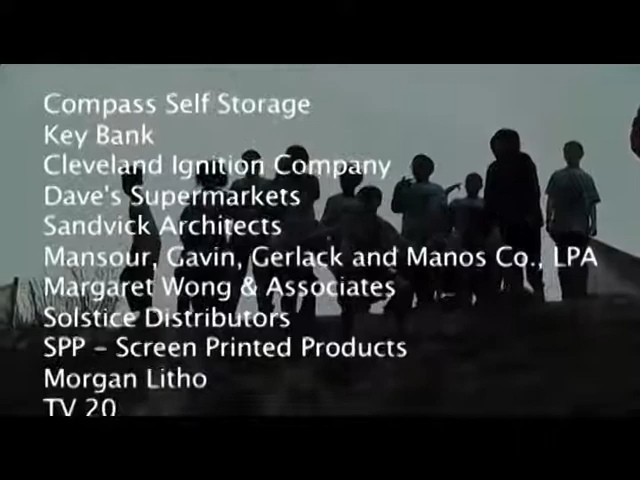 Compass Self Storage
Key Bank
Cleveland Ignition Company
Dave's Supermarkets
Sandvick Architects
Mansour, Gavin, Gerlack and Manos Co., LPA
Margaret Wong & Associates
Solstice Distributors
SPP – Screen Printed Products
Morgan Litho
TV 20